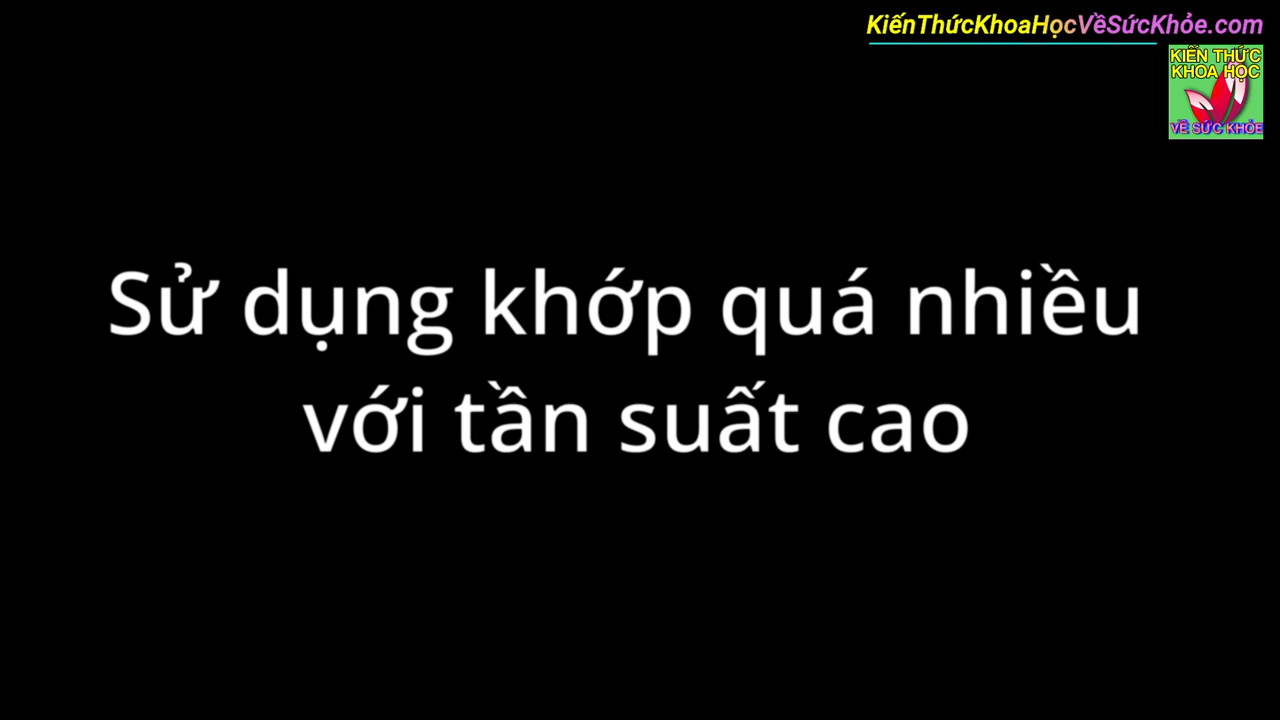 KiếnThứcKhoaHọcVềSứcKhỏe.com
KIẾN THỨC
KHOA HỌC
VỀ SỨC KHỎE
Sử dụng khớp quá nhiều
với tần suất cao